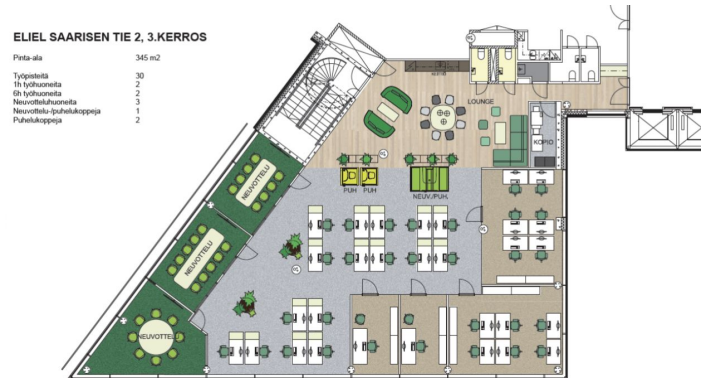 ELIEL SAARISEN TIE 2, 3.KERROS
Pinta-ala 345 m2
Työpisteitä 30
1h työhuoneita 2
6h työhuoneita 2
Neuvotteluhuoneita 3
Neuvottelu-/puhelukoppeja 1
Puhelukoppeja 2
LOUNGE
KOPIO
NEUVOTTELU
PUH
PUH
NEUV./PUH.
NEUVOTTELU
NEUVOTTELU